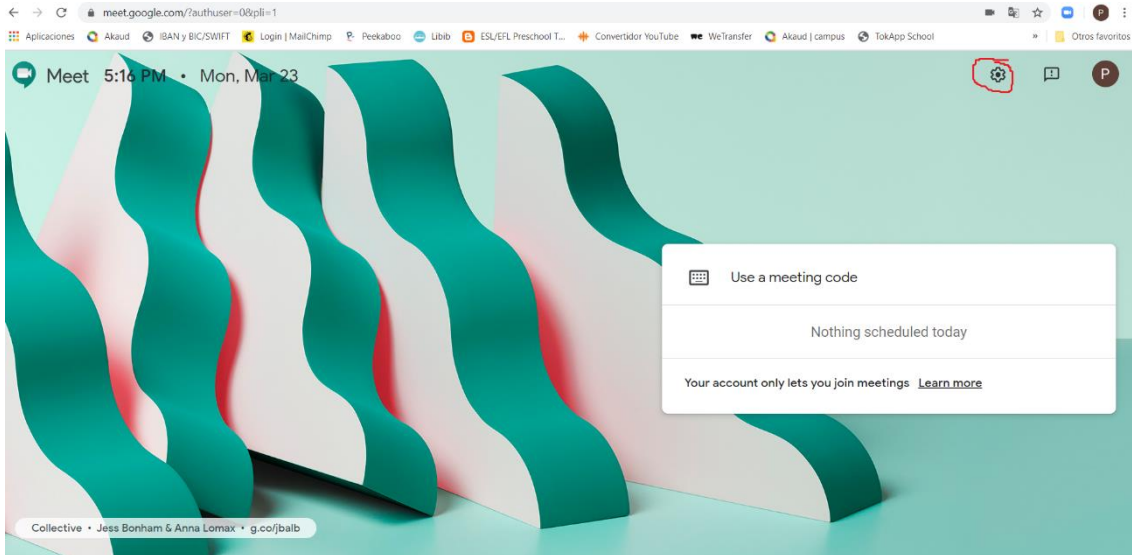 meet.google.com/?authuser=0&pli=1
Aplicaciones Akaud IBAN y BIC/SWIFT Login | MailChimp Peekaboo Libib ESL/EFL Preschool T... Convertidor YouTube we WeTransfer Akaud | campus TokApp School » Otros favoritos
Meet 5:16 PM • Mon, Mar 23 P
Use a meeting code
Nothing scheduled today
Your account only lets you join meetings Learn more
Collective • Jess Bonham & Anna Lomax • g.co/jbalb